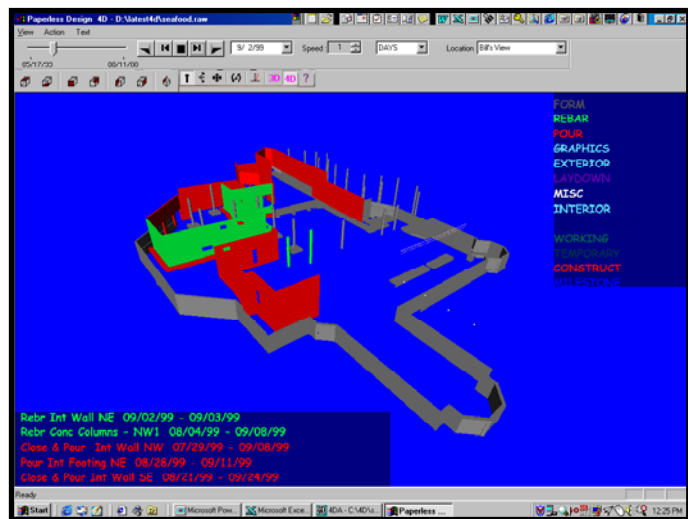 Paperless Design 4D - D:\latest4d\seafood.raw
View Action Text
9/ 2/99 Speed 1 DAYS Location Bill's View
05/17/99 08/11/00
3D 4D ?
FORM
REBAR
POUR
GRAPHICS
EXTERIOR
LAYDOWN
MISC
INTERIOR
WORKING
TEMPORARY
CONSTRUCT
MILESTONE
Rebr Int Wall NE 09/02/99 - 09/03/99
Rebr Conc Columns - NW1 08/04/99 - 09/08/99
Close & Pour Int Wall NW 07/29/99 - 09/08/99
Pour Int Footing NE 08/28/99 - 09/11/99
Close & Pour Int Wall SE 08/21/99 - 09/24/99
Ready
Start Microsoft Pow... Microsoft Exce... 4DA - C:\4D\s... Paperless ... 12:25 PM